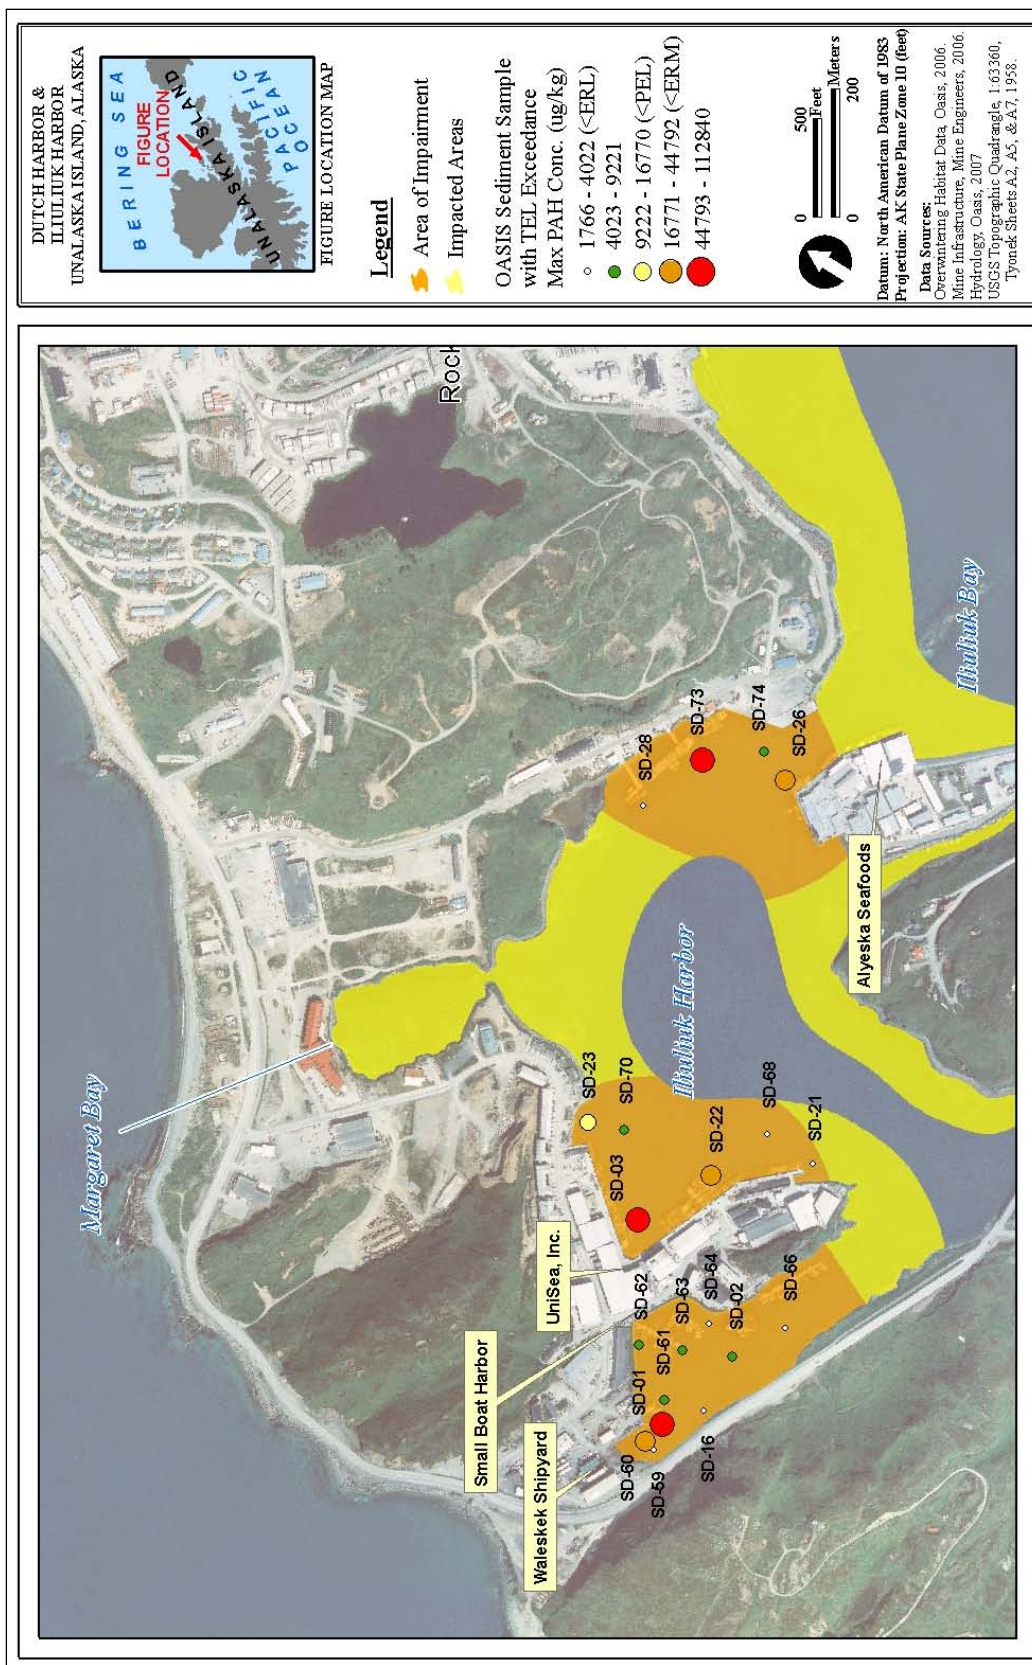 DUTCH HARBOR &
ILIULIUK HARBOR
UNALASKA ISLAND, ALASKA
BERING SEA
FIGURE
LOCATION
UNALASKA ISLAND
PACIFIC
OCEAN
FIGURE LOCATION MAP
Legend
Area of Impairment
Impacted Areas
OASIS Sediment Sample
with TEL Exceedance
Max PAH Conc. (ug/kg)
1766 - 4022 (<ERL)
4023 - 9221
9222 - 16770 (<PEL)
16771 - 44792 (<ERM)
44793 - 112840
0 500
Feet
Meters
0 200
Datum: North American Datum of 1983
Projection: AK State Plane Zone 10 (feet)
Data Sources:
Overwintering Habitat Data, Oasis, 2006.
Mine Infrastructure, Mine Engineers, 2006.
Hydrology, Oasis, 2007
USGS Topographic Quadrangle, 1:63360,
Tyonek Sheets A2, A5, & A7, 1958.
Margaret Bay
Rock
Small Boat Harbor
UniSea, Inc.
Waleskek Shipyard
SD-23
SD-70
SD-03
SD-22
SD-68
SD-21
SD-62
SD-63
SD-64
SD-02
SD-66
SD-61
SD-01
SD-60
SD-59
SD-16
Iliuliuk Harbor
SD-28
SD-73
SD-74
SD-26
Alyeska Seafoods
Iliuliuk Bay